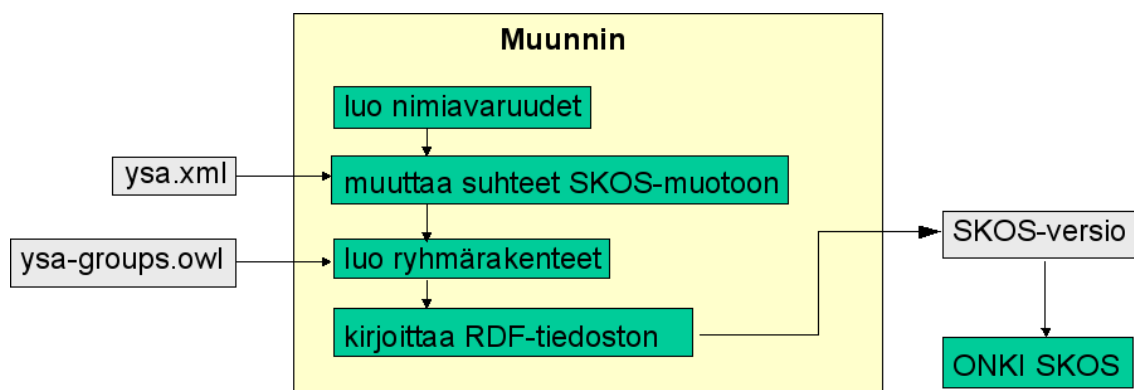 Muunnin
luo nimiavaruudet
ysa.xml
muuttaa suhteet SKOS-muotoon
ysa-groups.owl
luo ryhmärakenteet
kirjoittaa RDF-tiedoston
SKOS-versio
ONKI SKOS